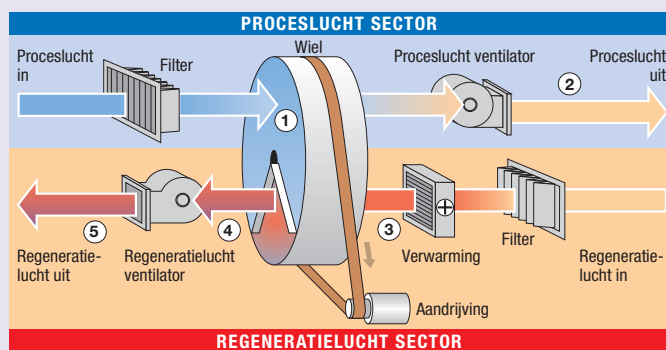 PROCESLUCHT SECTOR
Proceslucht
in
Filter
Wiel
Proceslucht ventilator
Proceslucht
uit
1
2
5
4
3
Regeneratie-
lucht uit
Regeneratielucht
ventilator
Verwarming
Filter
Regeneratie-
lucht in
Aandrijving
REGENERATIELUCHT SECTOR